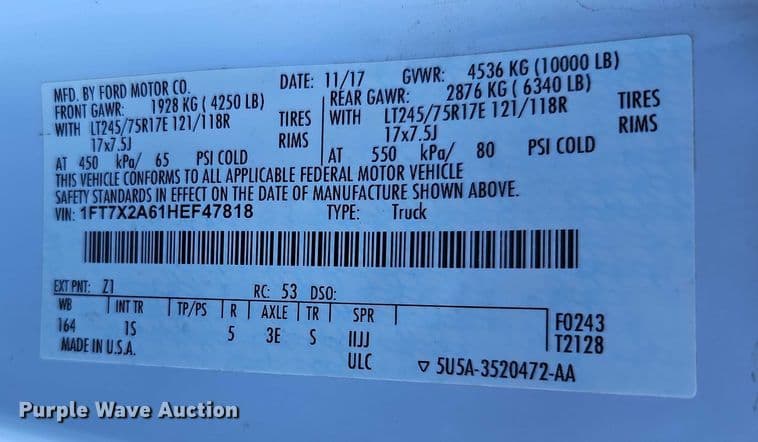 MFD. BY FORD MOTOR CO. DATE: 11/17 GVWR: 4536 KG (10000 LB)
FRONT GAWR: 1928 KG ( 4250 LB) REAR GAWR: 2876 KG ( 6340 LB)
WITH LT245/75R17E 121/118R TIRES WITH LT245/75R17E 121/118R TIRES
17x7.5J RIMS 17x7.5J RIMS
AT 450 kPa/ 65 PSI COLD AT 550 kPa/ 80 PSI COLD
THIS VEHICLE CONFORMS TO ALL APPLICABLE FEDERAL MOTOR VEHICLE
SAFETY STANDARDS IN EFFECT ON THE DATE OF MANUFACTURE SHOWN ABOVE.
VIN: 1FT7X2A61HEF47818 TYPE: Truck
EXT PNT: Z1 RC: 53 DSO:
WB INT TR TP/PS R AXLE TR SPR
164 1S 5 3E S IIJJ F0243
T2128
MADE IN U.S.A. ULC ▽ 5U5A-3520472-AA
Purple Wave Auction